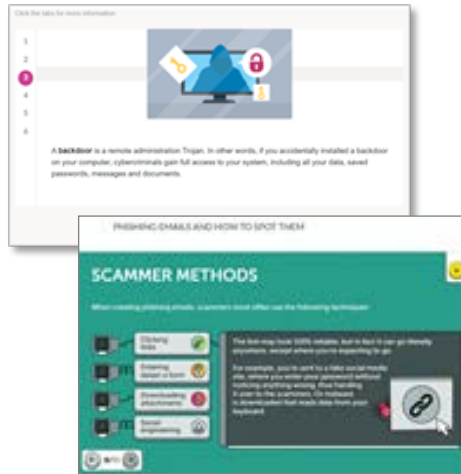 Click the tabs for more information
1
2
3
4
5
6
A backdoor is a remote administration Trojan. In other words, if you accidentally installed a backdoor
on your computer, cybercriminals gain full access to your system, including all your data, saved
passwords, messages and documents.
PHISHING EMAILS AND HOW TO SPOT THEM
SCAMMER METHODS
When creating phishing emails, scammers most often use the following techniques:
Clicking
links
Entering
data in a form
Downloading
attachments
Social
engineering
The link may look 100% reliable, but in fact it can go literally
anywhere, except where you're expecting to go.
For example, you're sent to a fake social media
site, where you enter your password without
noticing anything wrong, thus handing
it over to the scammers. Or malware
is downloaded that reads data from your
keyboard.